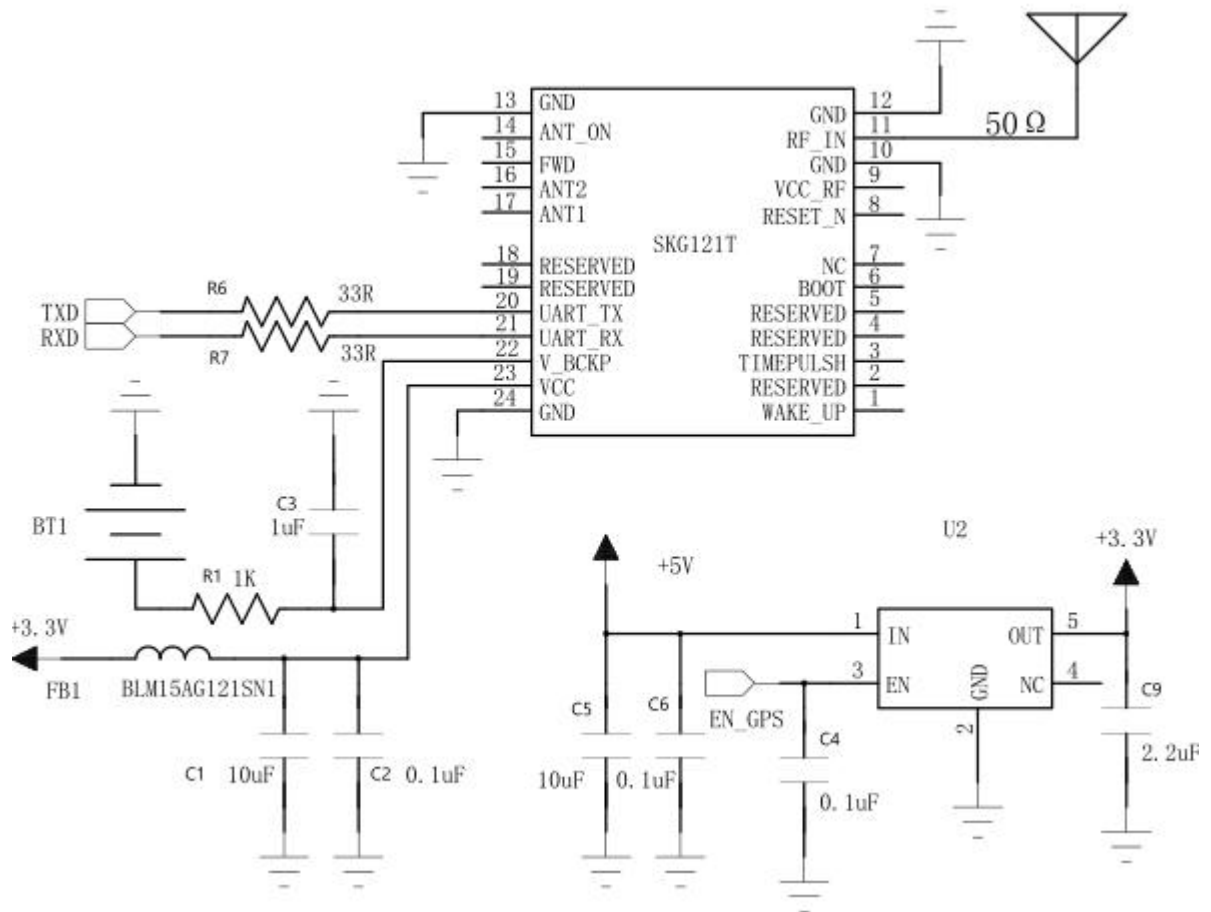 13 GND
14 ANT_ON
15 FWD
16 ANT2
17 ANT1
18 RESERVED
19 RESERVED
20 UART_TX
21 UART_RX
22 V_BCKP
23 VCC
24 GND
SKG121T
GND 12
RF_IN 11
GND 10
VCC_RF 9
RESET_N 8
NC 7
BOOT 6
RESERVED 5
RESERVED 4
TIMEPULSH 3
RESERVED 2
WAKE_UP 1
50Ω
TXD R6 33R
RXD R7 33R
BT1
C3
1uF
R1 1K
+3.3V
FB1 BLM15AG121SN1
C1 10uF
C2 0.1uF
+5V
U2
+3.3V
1 IN
3 EN
GND
2
OUT 5
NC 4
EN_GPS
C5
10uF
C6
0.1uF
C4
0.1uF
C9
2.2uF